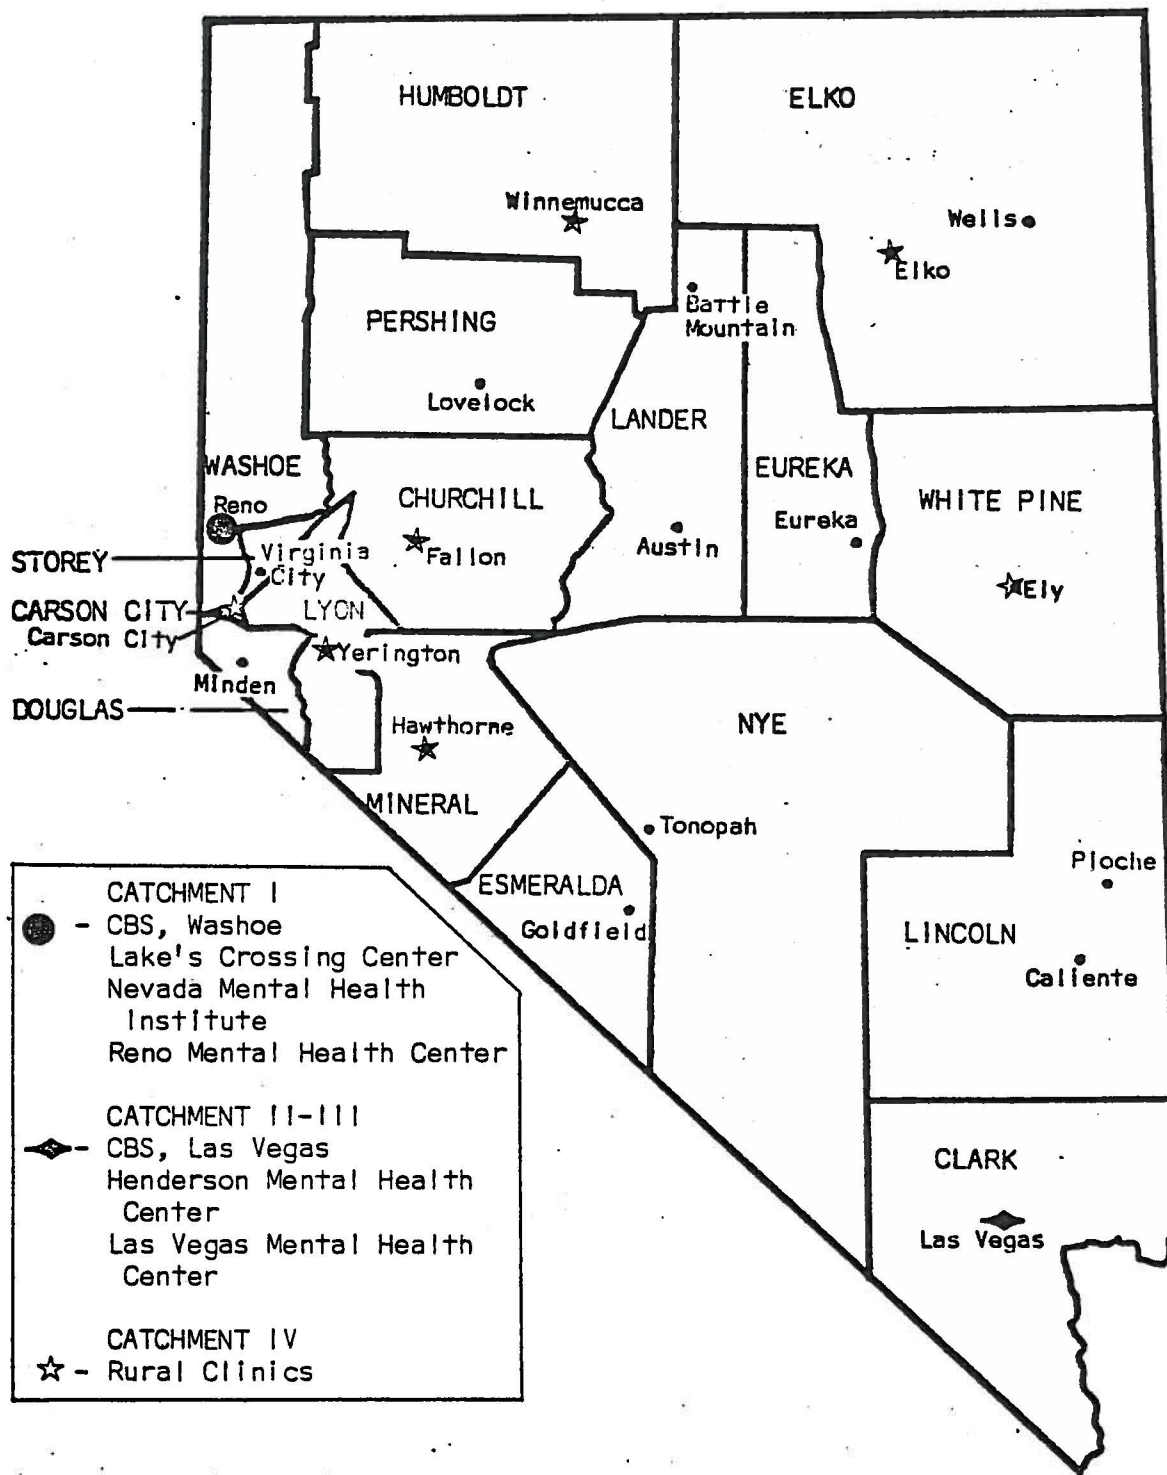 HUMBOLDT
ELKO
Winnemucca
Wells
Elko
Battle
Mountain
PERSHING
Lovelock
LANDER
WASHOE
Reno
CHURCHILL
EUREKA
Eureka
WHITE PINE
Austin
Fallon
STOREY
Virginia
City
Ely
CARSON CITY
Carson City
LYON
Yerington
Minden
DOUGLAS
Hawthorne
NYE
MINERAL
Tonopah
Pioche
ESMERALDA
Goldfield
LINCOLN
Caliente
CATCHMENT I
- CBS, Washoe
Lake's Crossing Center
Nevada Mental Health
Institute
Reno Mental Health Center
CATCHMENT II-III
- CBS, Las Vegas
Henderson Mental Health
Center
Las Vegas Mental Health
Center
CATCHMENT IV
- Rural Clinics
CLARK
Las Vegas